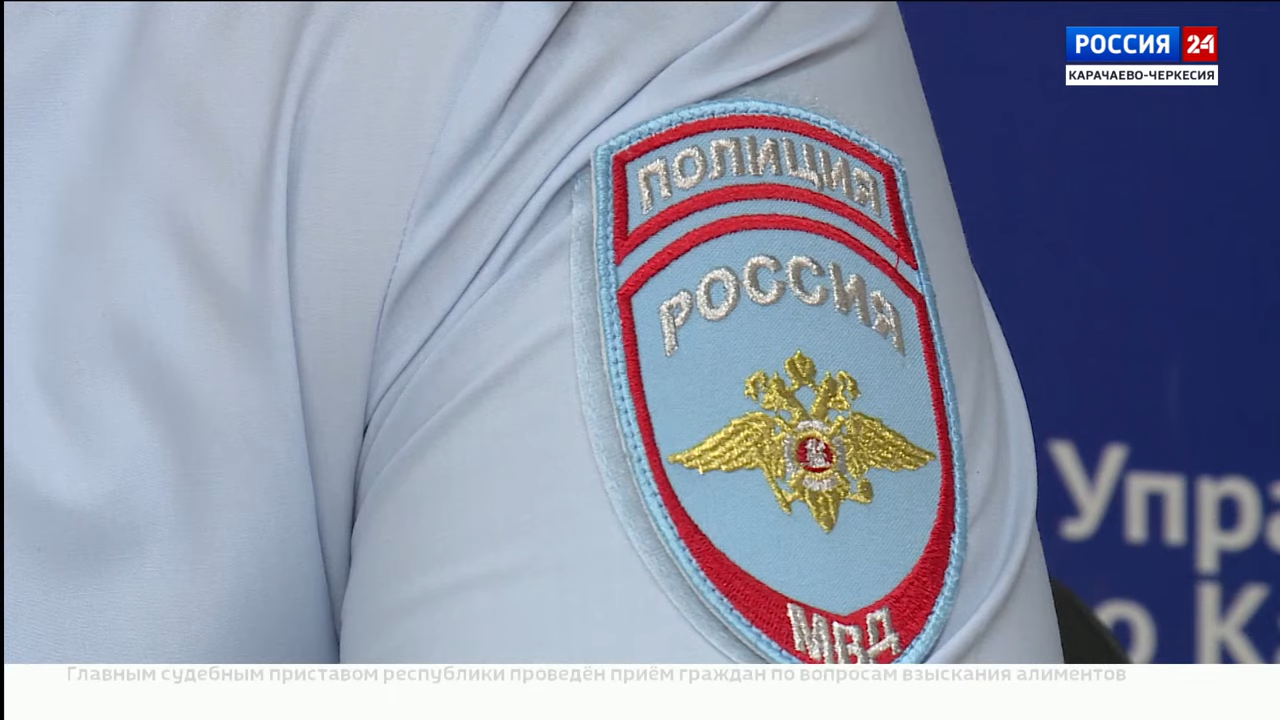 РОССИЯ 24
КАРАЧАЕВО-ЧЕРКЕСИЯ
ПОЛИЦИЯ
РОССИЯ
МВД
Упра
о Ка
Главным судебным приставом республики проведён приём граждан по вопросам взыскания алиментов